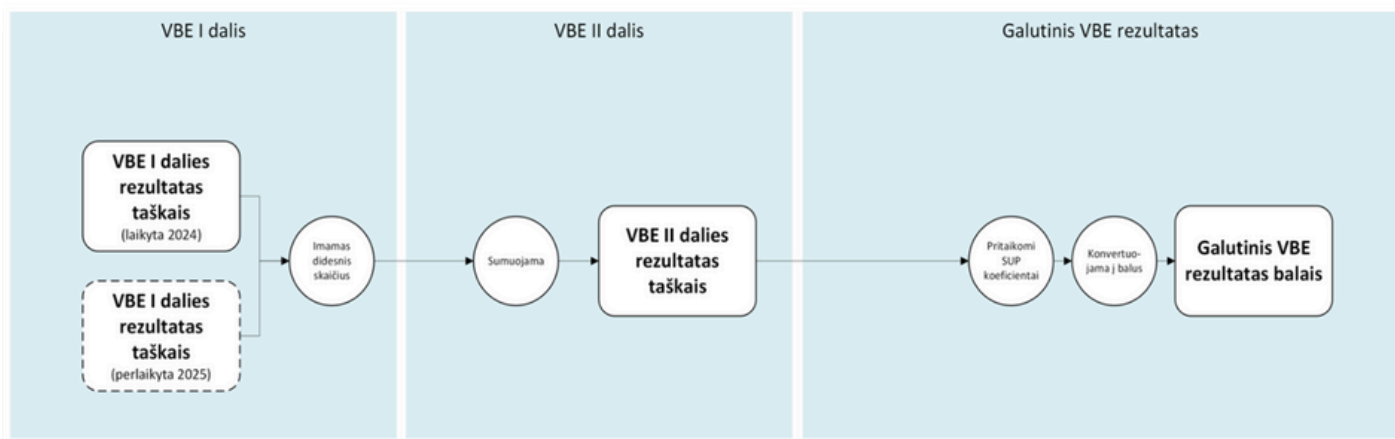 VBE I dalis
VBE I dalies
rezultatas
taškais
(laikyta 2024)
VBE I dalies
rezultatas
taškais
(perlaikyta 2025)
Imamas
didesnis
skaičius
VBE II dalis
Sumuojama
VBE II dalies
rezultatas
taškais
Galutinis VBE rezultatas
Pritaikomi
SUP
koeficientai
Konvertuo-
jama į balus
Galutinis VBE
rezultatas balais